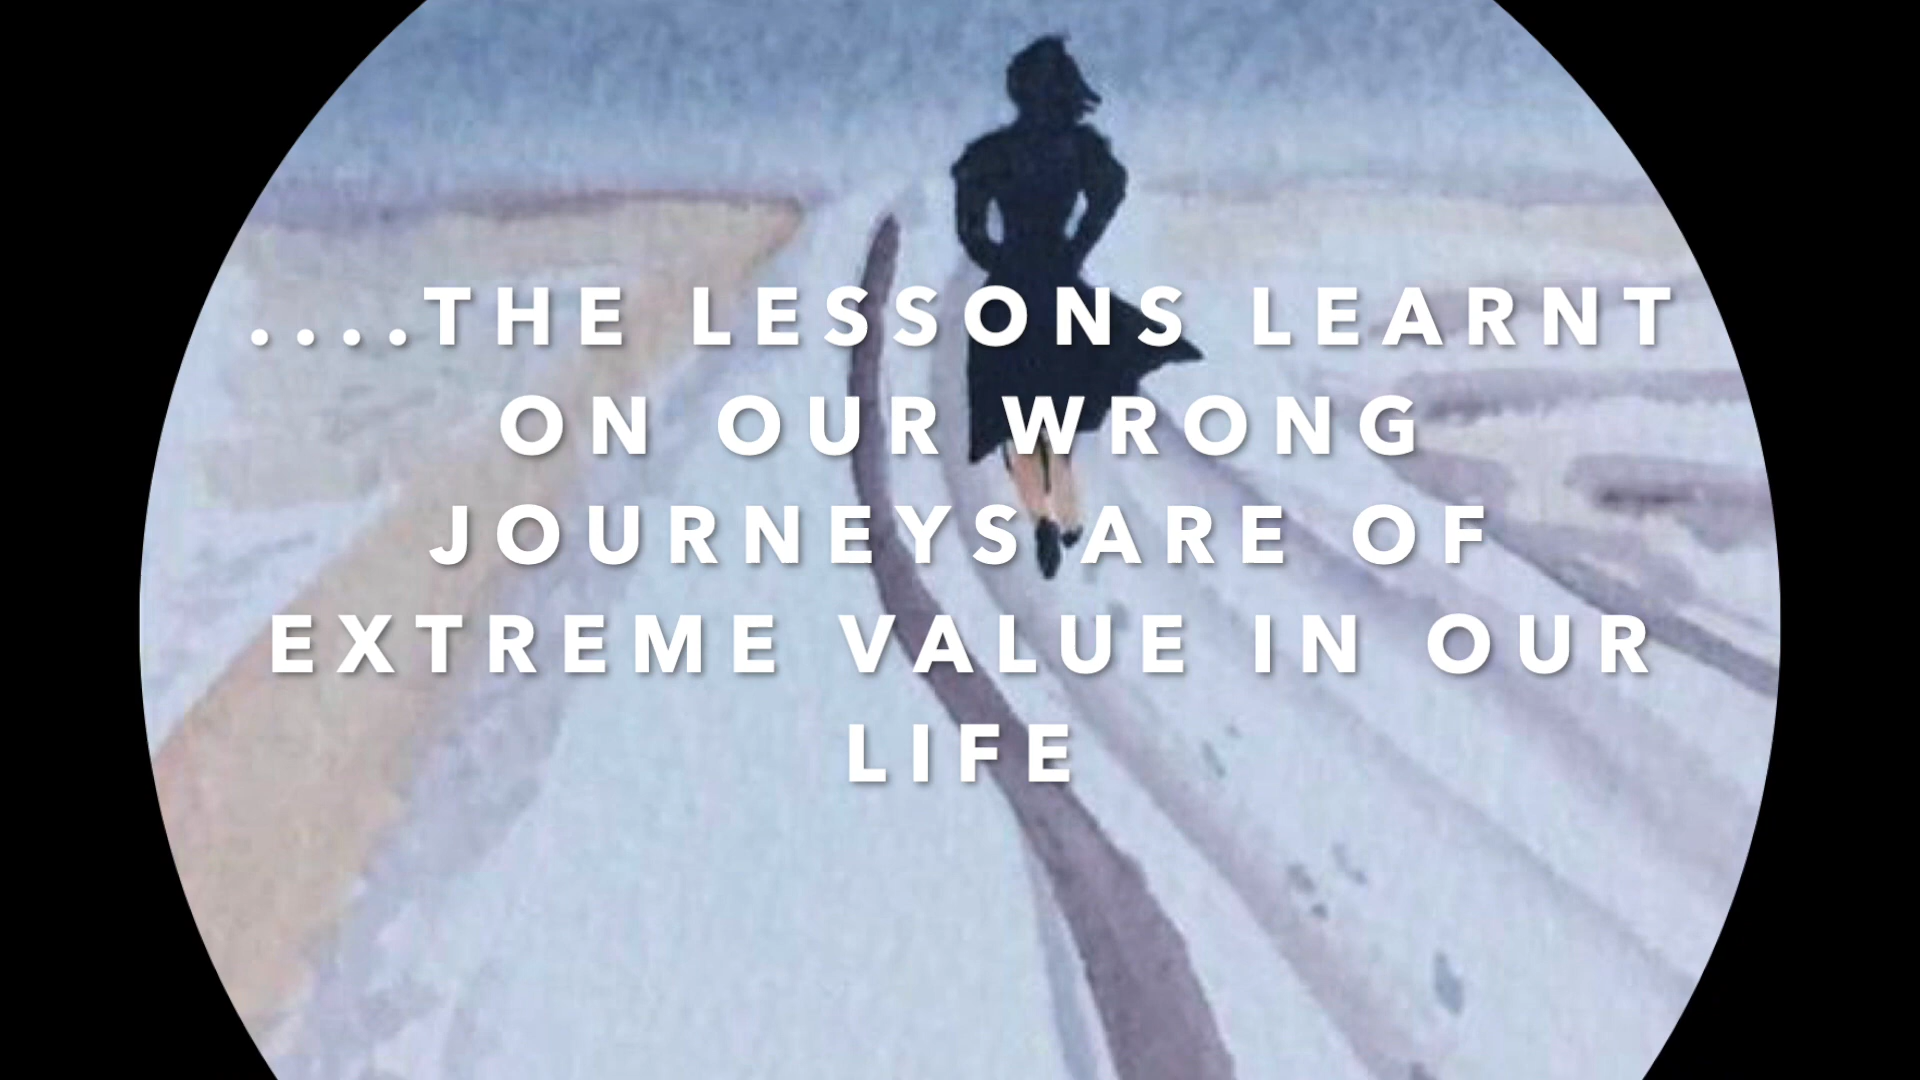 ....THE LESSONS LEARNT
ON OUR WRONG
JOURNEYS ARE OF
EXTREME VALUE IN OUR
LIFE